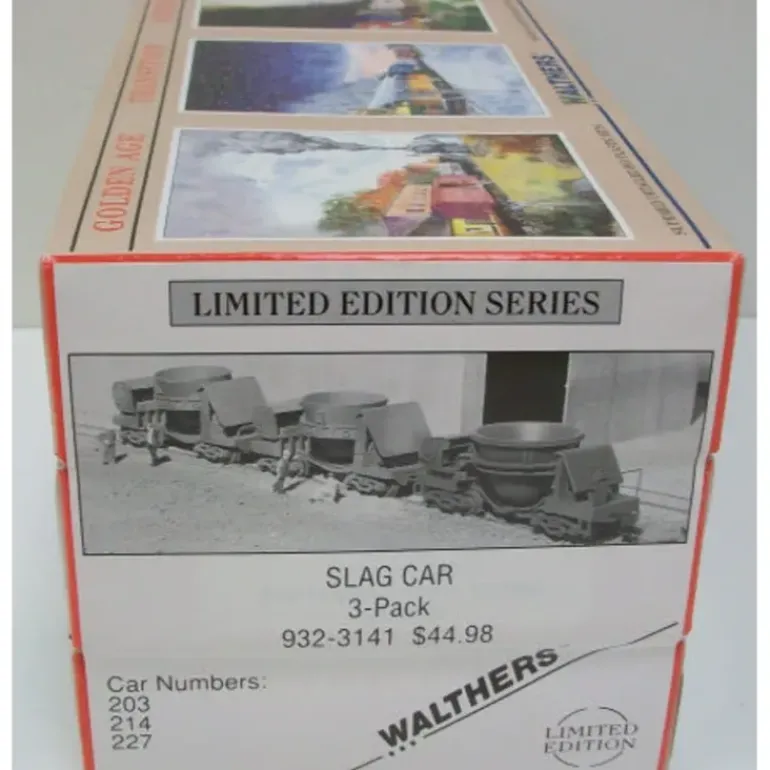 GOLDEN AGE
WALTHERS
LIMITED EDITION SERIES
SLAG CAR
3-Pack
932-3141 $44.98
Car Numbers:
203
214
227
WALTHERS
LIMITED
EDITION